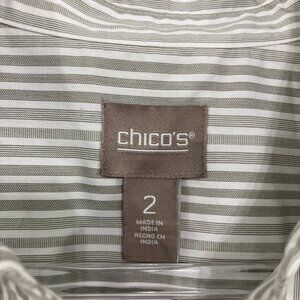 chico's®
2
MADE IN
INDIA
HECHO EN
INDIA